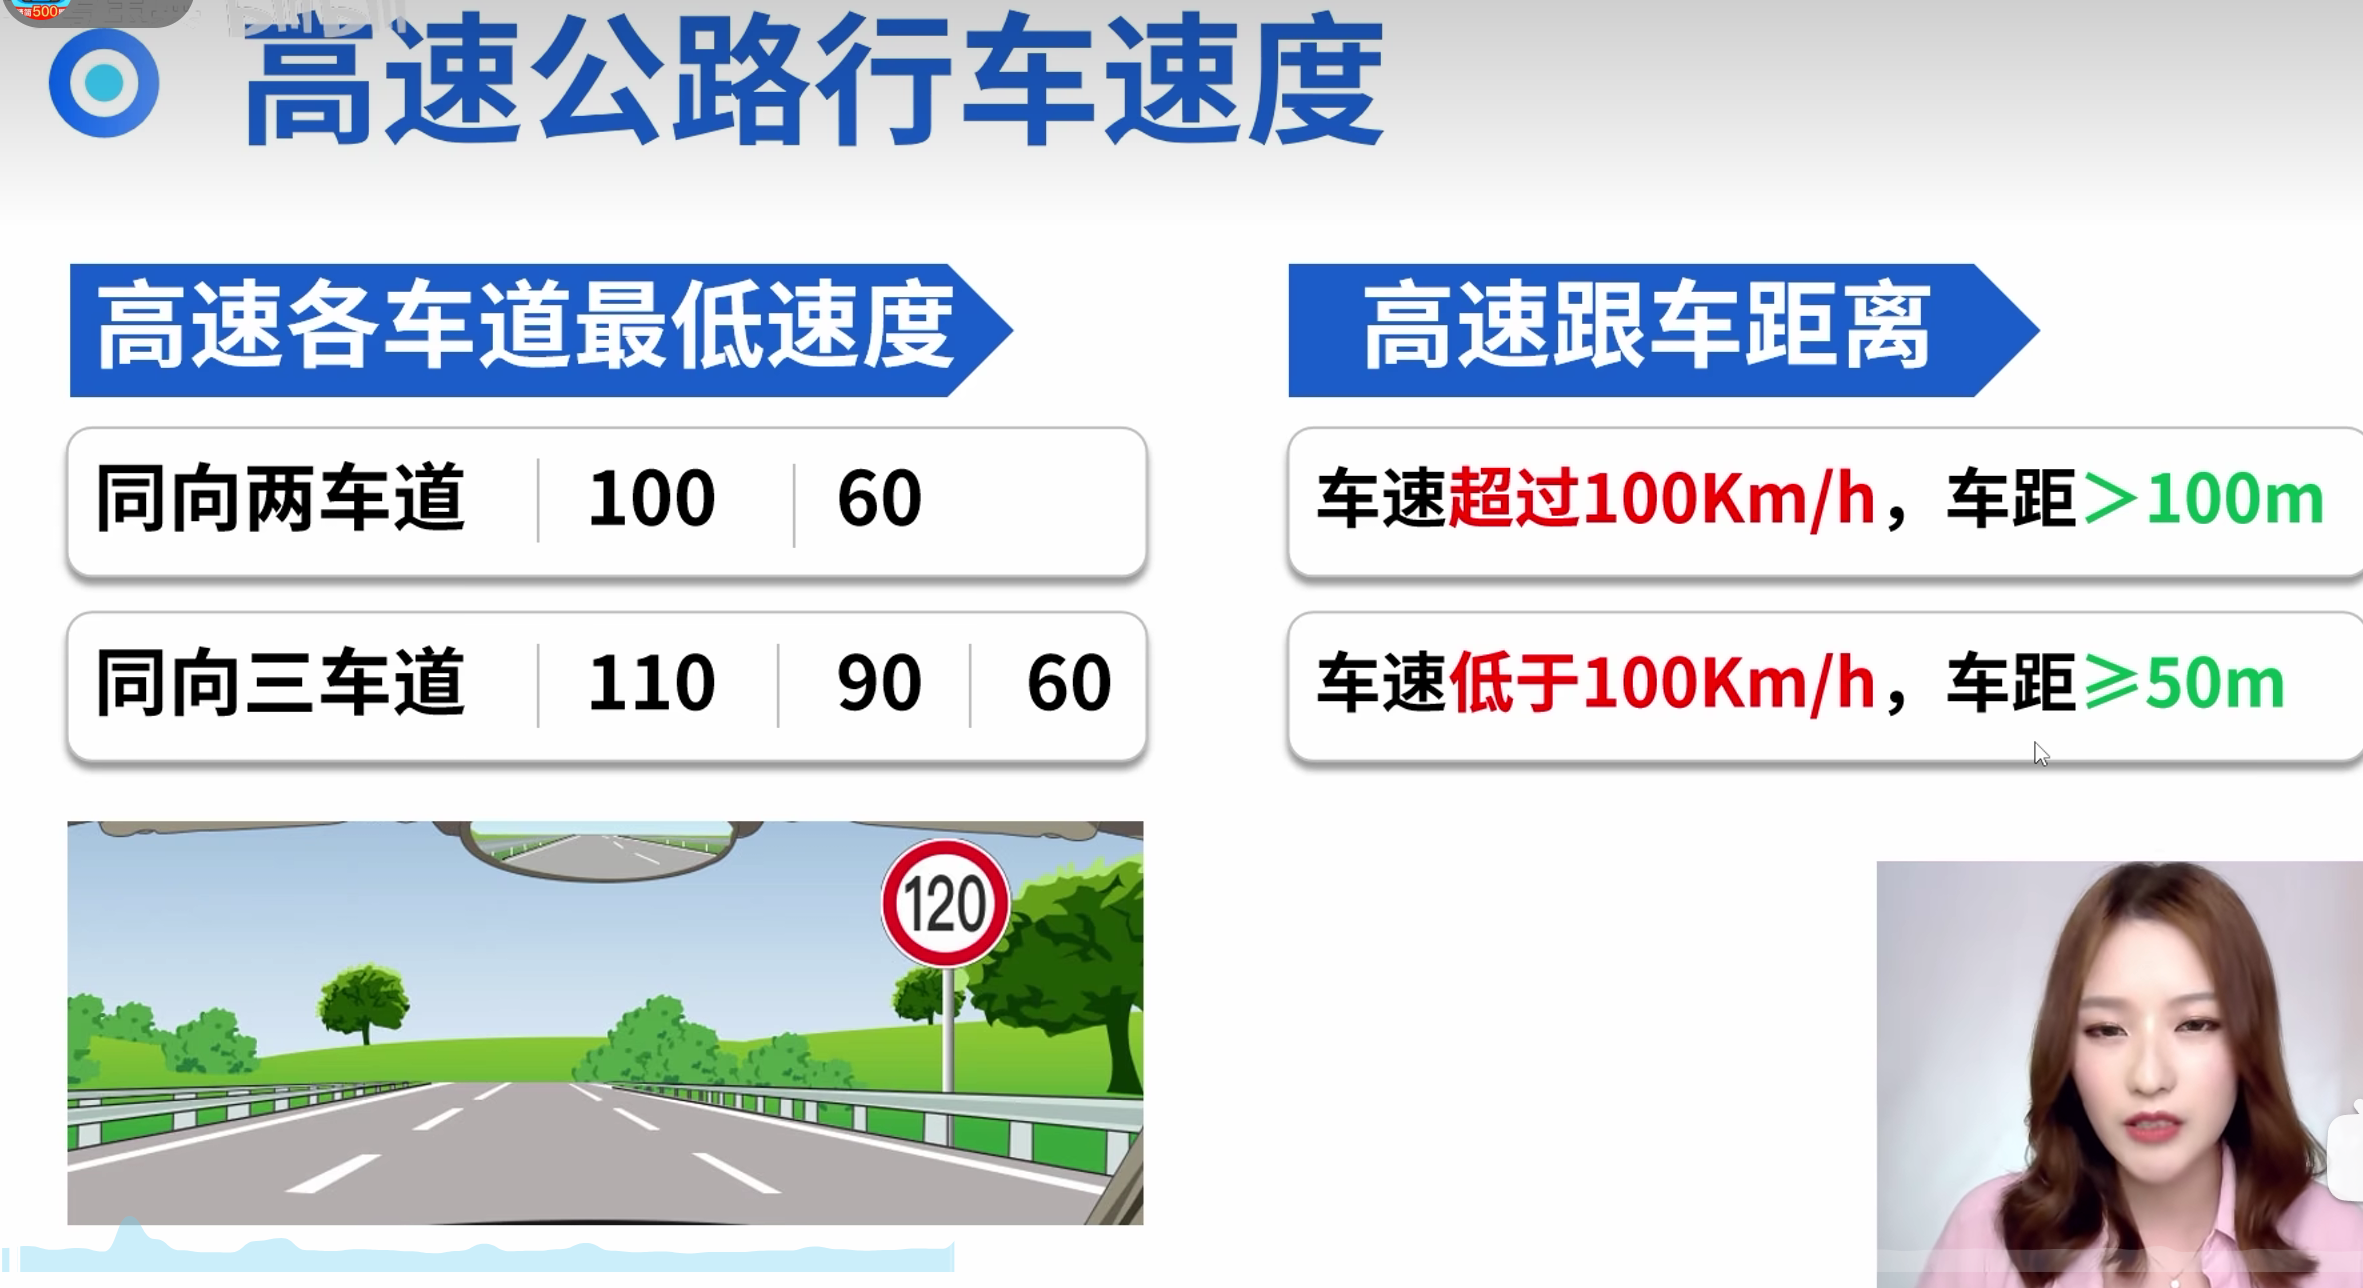 高速公路行车速度
高速各车道最低速度
同向两车道 100 60
同向三车道 110 90 60
高速跟车距离
车速超过100Km/h，车距＞100m
车速低于100Km/h，车距≥50m
120
500